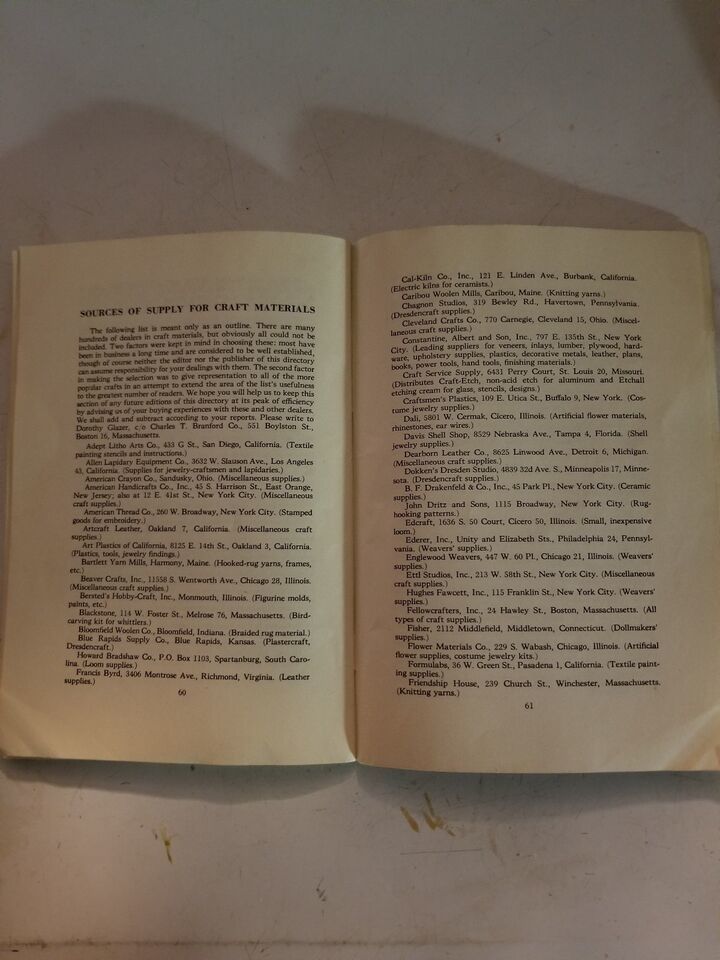 SOURCES OF SUPPLY FOR CRAFT MATERIALS
The following list is meant only as an outline. There are many
hundreds of dealers in craft materials, but obviously all could not be
included. Two factors were kept in mind in choosing these: most have
been in business a long time and are considered to be well established,
though of course neither the editor nor the publisher of this directory
can assume responsibility for your dealings with them. The second factor
in making the selection was to give representation to all of the more
popular crafts in an attempt to extend the area of the list's usefulness
to the greatest number of readers. We hope you will help us to keep this
section of any future editions of this directory at its peak of efficiency
by advising us of your buying experiences with these and other dealers.
We shall add and subtract according to your reports. Please write to
Dorothy Glazer, c/o Charles T. Branford Co., 551 Boylston St.,
Boston 16, Massachusetts.
Adept Litho Arts Co., 433 G St., San Diego, California. (Textile
painting stencils and instructions.)
Allen Lapidary Equipment Co., 3632 W. Slauson Ave., Los Angeles
43, California. (Supplies for jewelry-craftsmen and lapidaries.)
American Crayon Co., Sandusky, Ohio. (Miscellaneous supplies.)
American Handicrafts Co., Inc., 45 S. Harrison St., East Orange,
New Jersey; also at 12 E. 41st St., New York City. (Miscellaneous
craft supplies.)
American Thread Co., 260 W. Broadway, New York City. (Stamped
goods for embroidery.)
Artcraft Leather, Oakland 7, California. (Miscellaneous craft
supplies.)
Art Plastics of California, 8125 E. 14th St., Oakland 3, California.
(Plastics, tools, jewelry findings.)
Bartlett Yarn Mills, Harmony, Maine. (Hooked-rug yarns, frames,
etc.)
Beaver Crafts, Inc., 11558 S. Wentworth Ave., Chicago 28, Illinois.
(Miscellaneous craft supplies.)
Bersted's Hobby-Craft, Inc., Monmouth, Illinois. (Figurine molds,
paints, etc.)
Blackstone, 114 W. Foster St., Melrose 76, Massachusetts. (Bird-
carving kit for whittlers.)
Bloomfield Woolen Co., Bloomfield, Indiana. (Braided rug material.)
Blue Rapids Supply Co., Blue Rapids, Kansas. (Plastercraft,
Dresdencraft.)
Howard Bradshaw Co., P.O. Box 1103, Spartanburg, South Caro-
lina. (Loom supplies.)
Francis Byrd, 3406 Montrose Ave., Richmond, Virginia. (Leather
supplies.)
60
Cal-Kiln Co., Inc., 121 E. Linden Ave., Burbank, California.
(Electric kilns for ceramists.)
Caribou Woolen Mills, Caribou, Maine. (Knitting yarns.)
Chagnon Studios, 319 Bewley Rd., Havertown, Pennsylvania.
(Dresdencraft supplies.)
Cleveland Crafts Co., 770 Carnegie, Cleveland 15, Ohio. (Miscel-
laneous craft supplies.)
Constantine, Albert and Son, Inc., 797 E. 135th St., New York
City. (Leading suppliers for veneers, inlays, lumber, plywood, hard-
ware, upholstery supplies, plastics, decorative metals, leather, plans,
books, power tools, hand tools, finishing materials.)
Craft Service Supply, 6431 Perry Court, St. Louis 20, Missouri.
(Distributes Craft-Etch, non-acid etch for aluminum and Etchall
etching cream for glass, stencils, designs.)
Craftsmen's Plastics, 109 E. Utica St., Buffalo 9, New York. (Cos-
tume jewelry supplies.)
Dali, 5801 W. Cermak, Cicero, Illinois. (Artificial flower materials,
rhinestones, ear wires.)
Davis Shell Shop, 8529 Nebraska Ave., Tampa 4, Florida. (Shell
jewelry supplies.)
Dearborn Leather Co., 8625 Linwood Ave., Detroit 6, Michigan.
(Miscellaneous craft supplies.)
Dokken's Dresden Studio, 4839 32d Ave. S., Minneapolis 17, Minne-
sota. (Dresdencraft supplies.)
B. F. Drakenfeld & Co., Inc., 45 Park Pl., New York City. (Ceramic
supplies.)
John Dritz and Sons, 1115 Broadway, New York City. (Rug-
hooking patterns.)
Edcraft, 1636 S. 50 Court, Cicero 50, Illinois. (Small, inexpensive
loom.)
Ederer, Inc., Unity and Elizabeth Sts., Philadelphia 24, Pennsyl-
vania. (Weavers' supplies.)
Englewood Weavers, 447 W. 60 Pl., Chicago 21, Illinois. (Weavers'
supplies.)
Ettl Studios, Inc., 213 W. 58th St., New York City. (Miscellaneous
craft supplies.)
Hughes Fawcett, Inc., 115 Franklin St., New York City. (Weavers'
supplies.)
Fellowcrafters, Inc., 24 Hawley St., Boston, Massachusetts. (All
types of craft supplies.)
Fisher, 2112 Middlefield, Middletown, Connecticut. (Dollmakers'
supplies.)
Flower Materials Co., 229 S. Wabash, Chicago, Illinois. (Artificial
flower supplies, costume jewelry kits.)
Formulabs, 36 W. Green St., Pasadena 1, California. (Textile paint-
ing supplies.)
Friendship House, 239 Church St., Winchester, Massachusetts.
(Knitting yarns.)
61